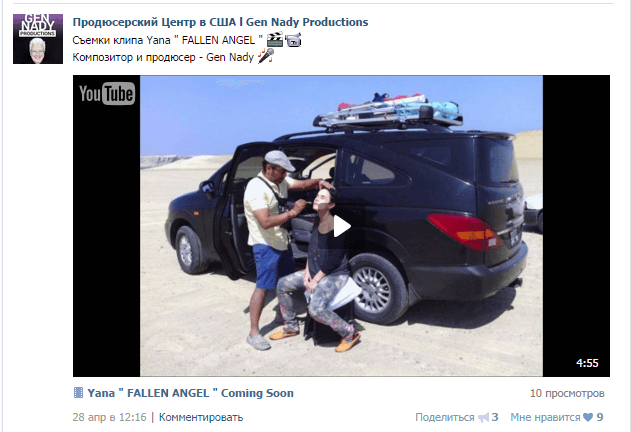 GEN
NADY
PRODUCTIONS
Продюсерский Центр в США l Gen Nady Productions
Съемки клипа Yana " FALLEN ANGEL "
Композитор и продюсер - Gen Nady
YouTube
4:55
Yana " FALLEN ANGEL " Coming Soon
10 просмотров
28 апр в 12:16 | Комментировать
Поделиться 3 Мне нравится 9